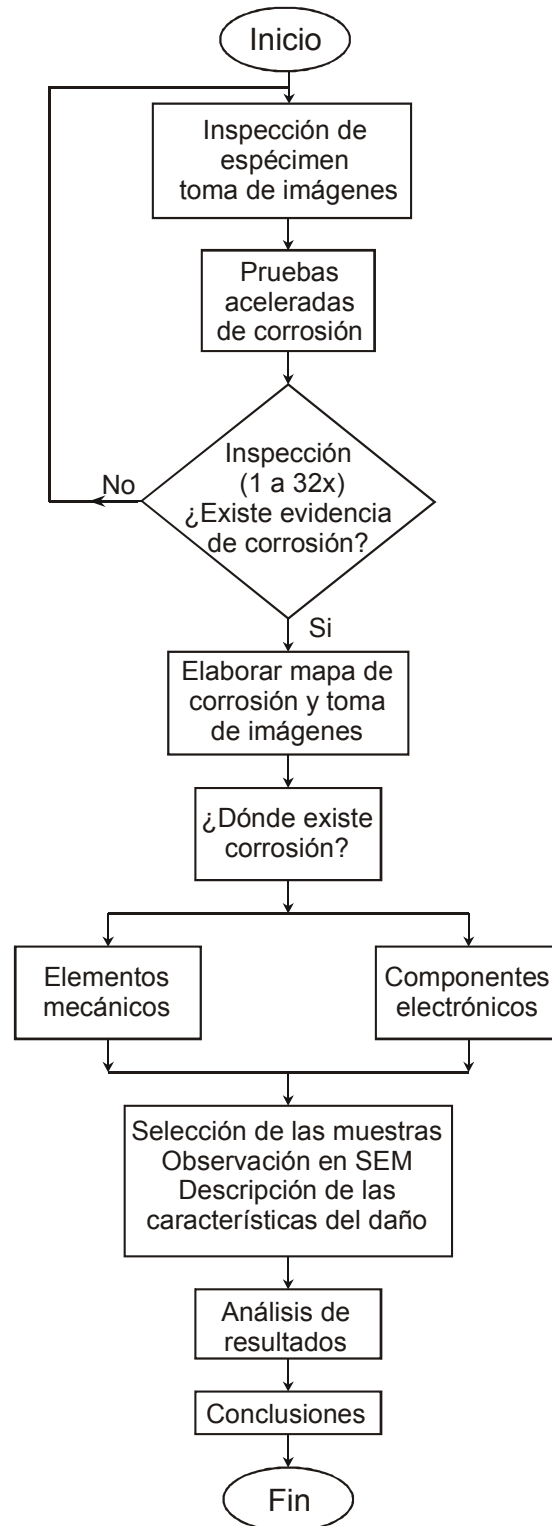 Inicio
Inspección de
espécimen
toma de imágenes
Pruebas
aceleradas
de corrosión
Inspección
(1 a 32x)
¿Existe evidencia
de corrosión?
No
Si
Elaborar mapa de
corrosión y toma
de imágenes
¿Dónde existe
corrosión?
Elementos
mecánicos
Componentes
electrónicos
Selección de las muestras
Observación en SEM
Descripción de las
características del daño
Análisis de
resultados
Conclusiones
Fin